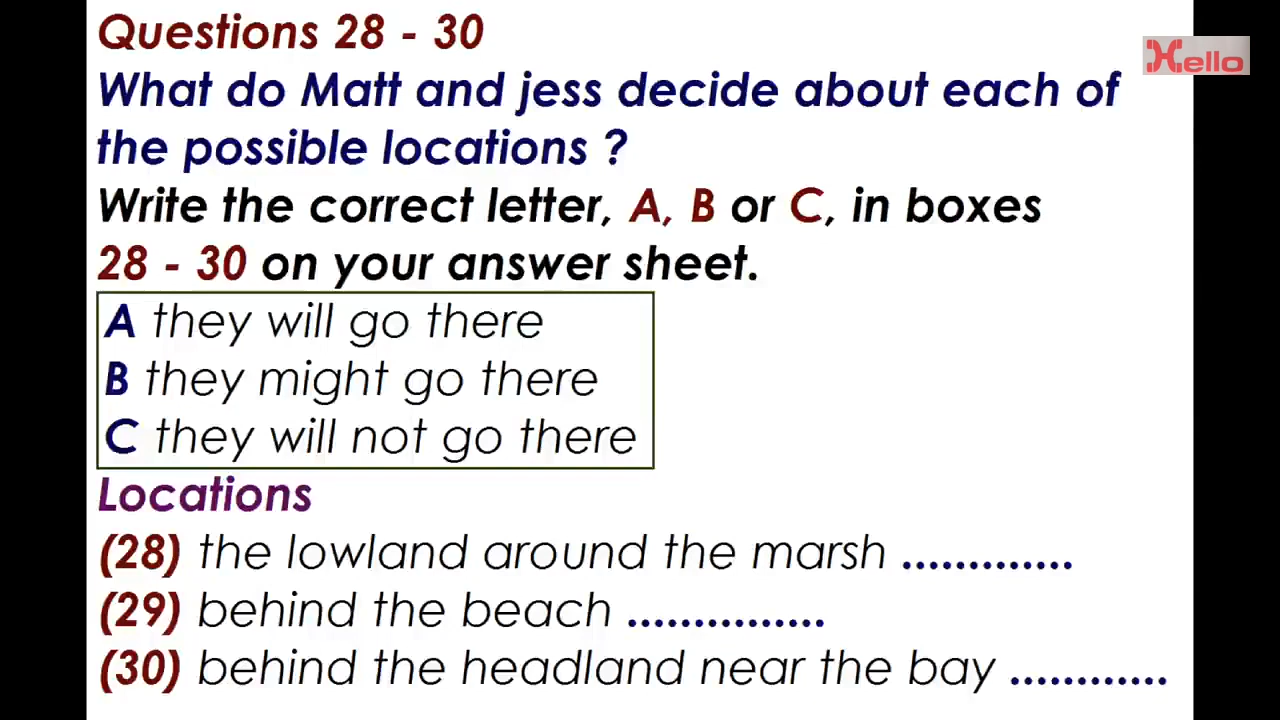 Questions 28 - 30
Hello
What do Matt and jess decide about each of
the possible locations ?
Write the correct letter, A, B or C, in boxes
28 - 30 on your answer sheet.
A they will go there
B they might go there
C they will not go there
Locations
(28) the lowland around the marsh .............
(29) behind the beach ...............
(30) behind the headland near the bay ............